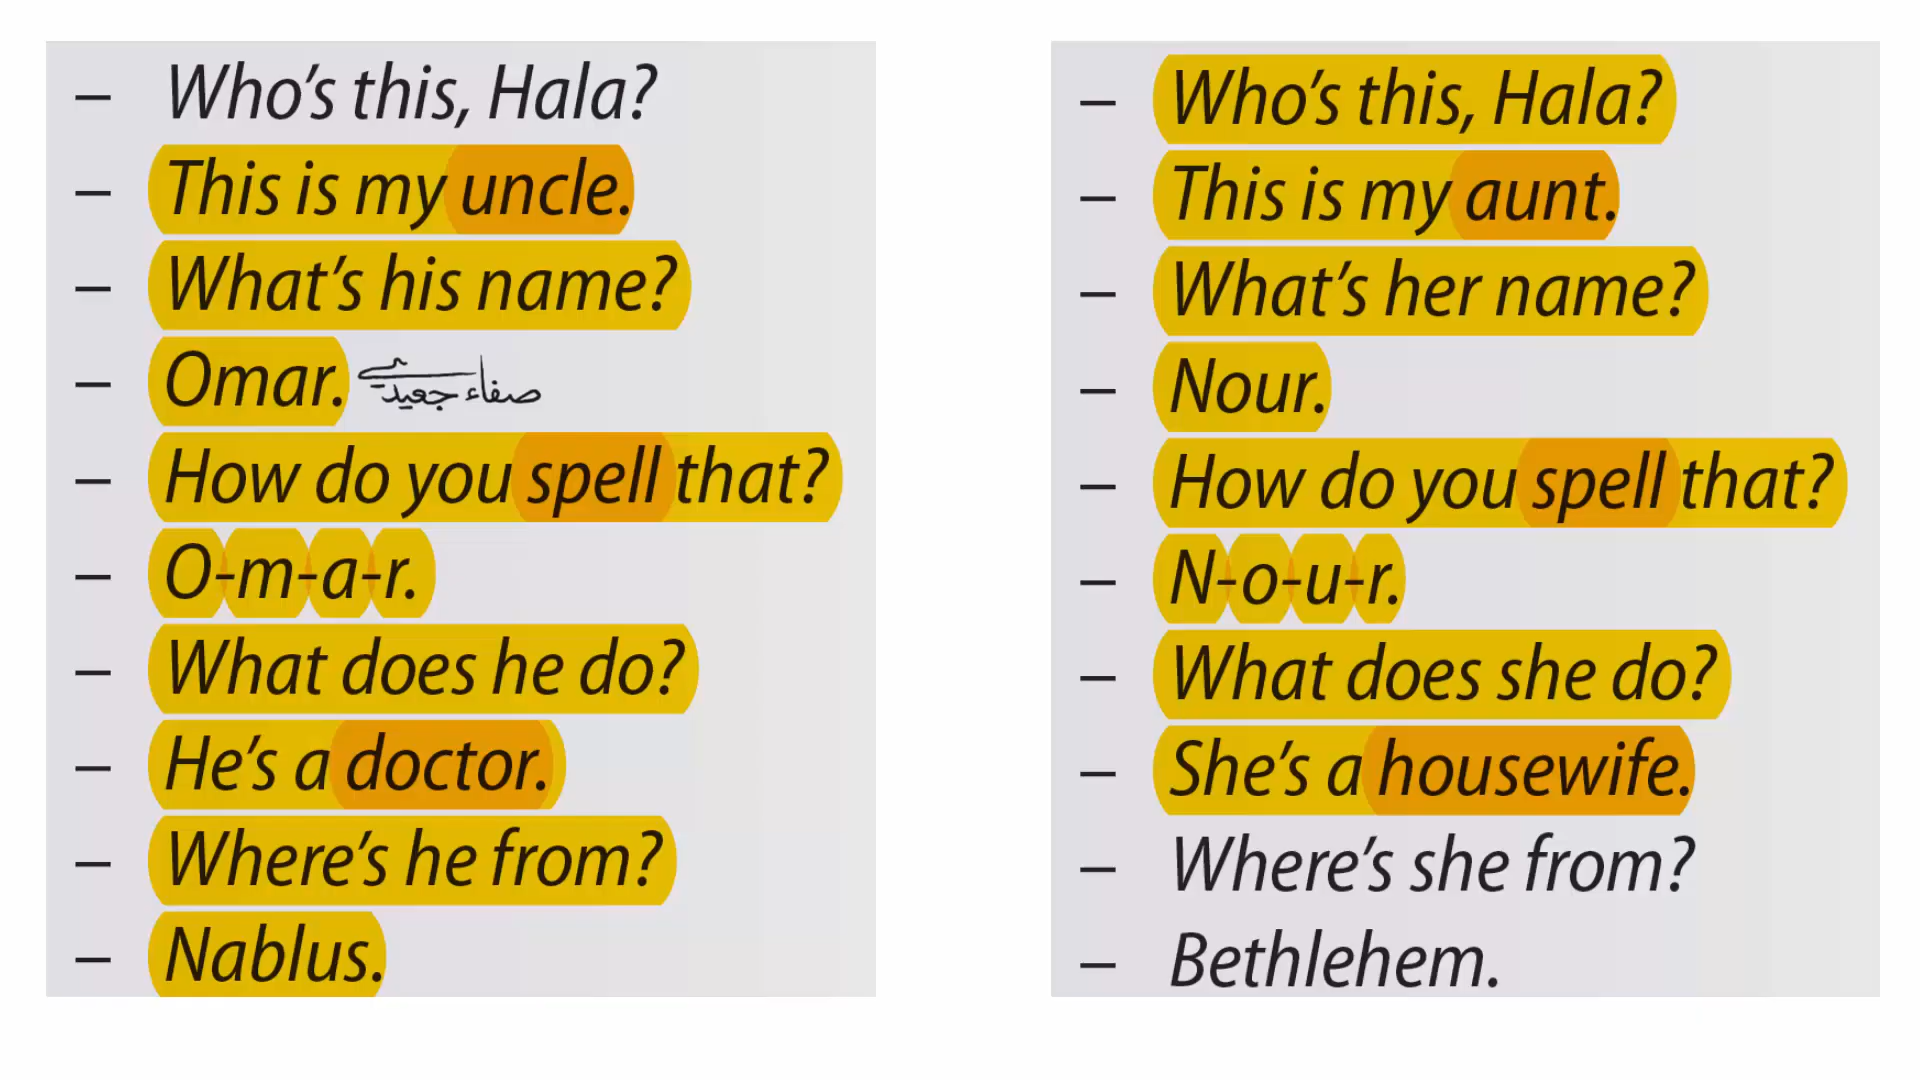 – Who's this, Hala?
– This is my uncle.
– What's his name?
– Omar.
صفاء جعيدي
– How do you spell that?
– O-m-a-r.
– What does he do?
– He's a doctor.
– Where's he from?
– Nablus.
– Who's this, Hala?
– This is my aunt.
– What's her name?
– Nour.
– How do you spell that?
– N-o-u-r.
– What does she do?
– She's a housewife.
– Where's she from?
– Bethlehem.